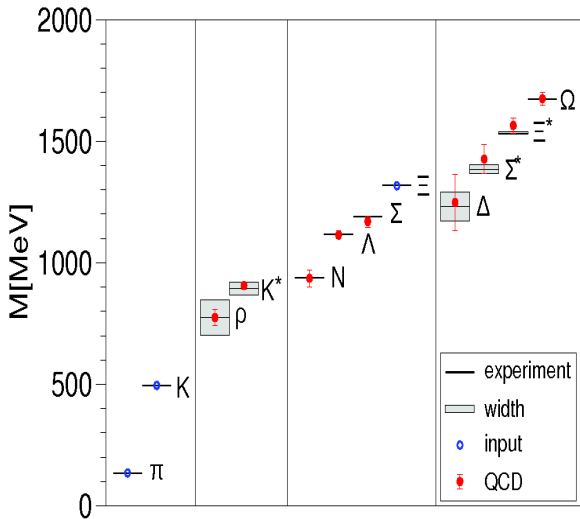 M[MeV]
2000
1500
1000
500
0
π
K
ρ
K*
N
Λ
Σ
Ξ
Δ
Σ*
Ξ*
Ω
experiment
width
input
QCD